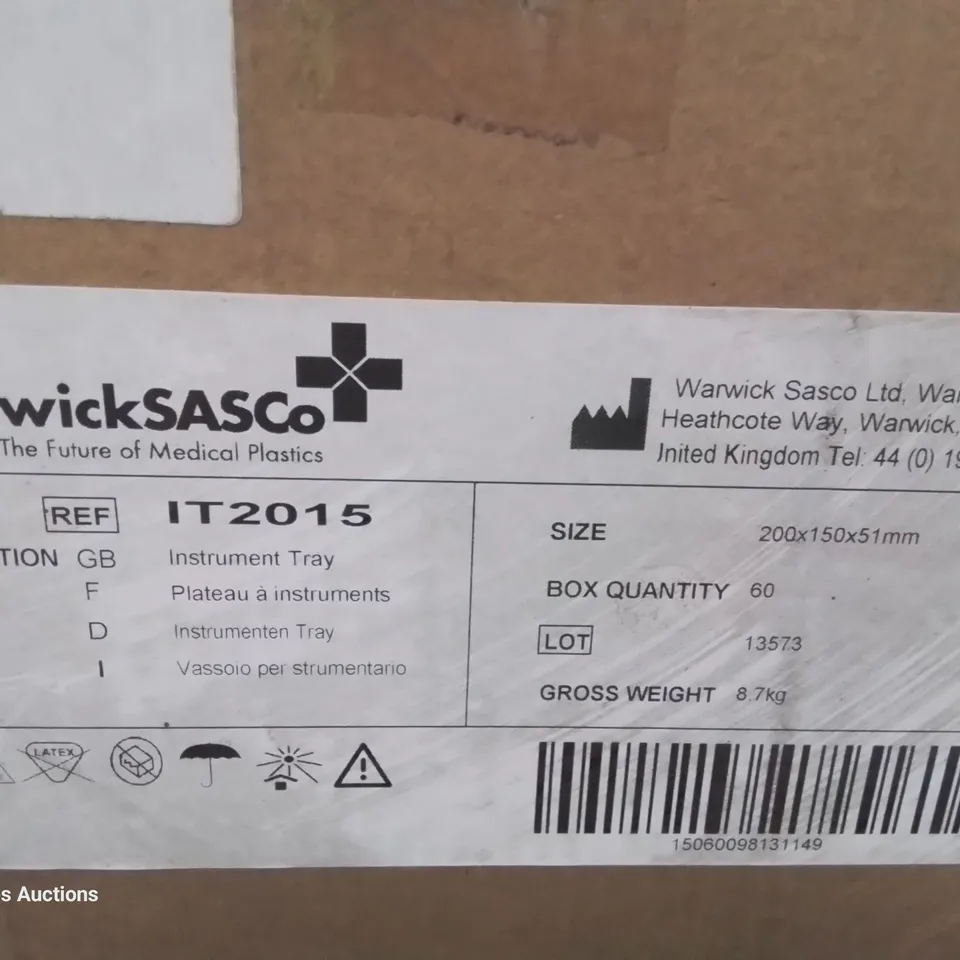 wickSASCo
The Future of Medical Plastics
Warwick Sasco Ltd, War
Heathcote Way, Warwick,
United Kingdom Tel: 44 (0) 19
REF IT2015
TION GB Instrument Tray
F Plateau à instruments
D Instrumenten Tray
I Vassoio per strumentario
SIZE 200x150x51mm
BOX QUANTITY 60
LOT 13573
GROSS WEIGHT 8.7kg
LATEX
15060098131149
s Auctions